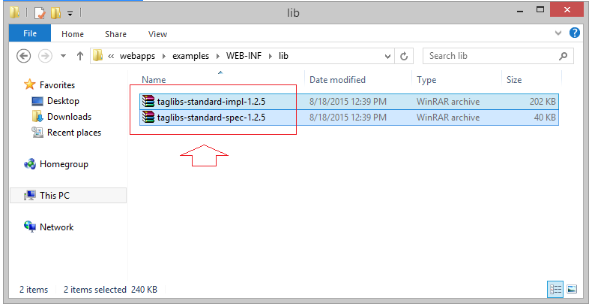 lib
File Home Share View
« webapps ▸ examples ▸ WEB-INF ▸ lib Search lib
Name Date modified Type Size
Favorites
Desktop
Downloads
Recent places
Homegroup
This PC
Network
taglibs-standard-impl-1.2.5 8/18/2015 12:39 PM WinRAR archive 202 KB
taglibs-standard-spec-1.2.5 8/18/2015 12:39 PM WinRAR archive 40 KB
2 items 2 items selected 240 KB